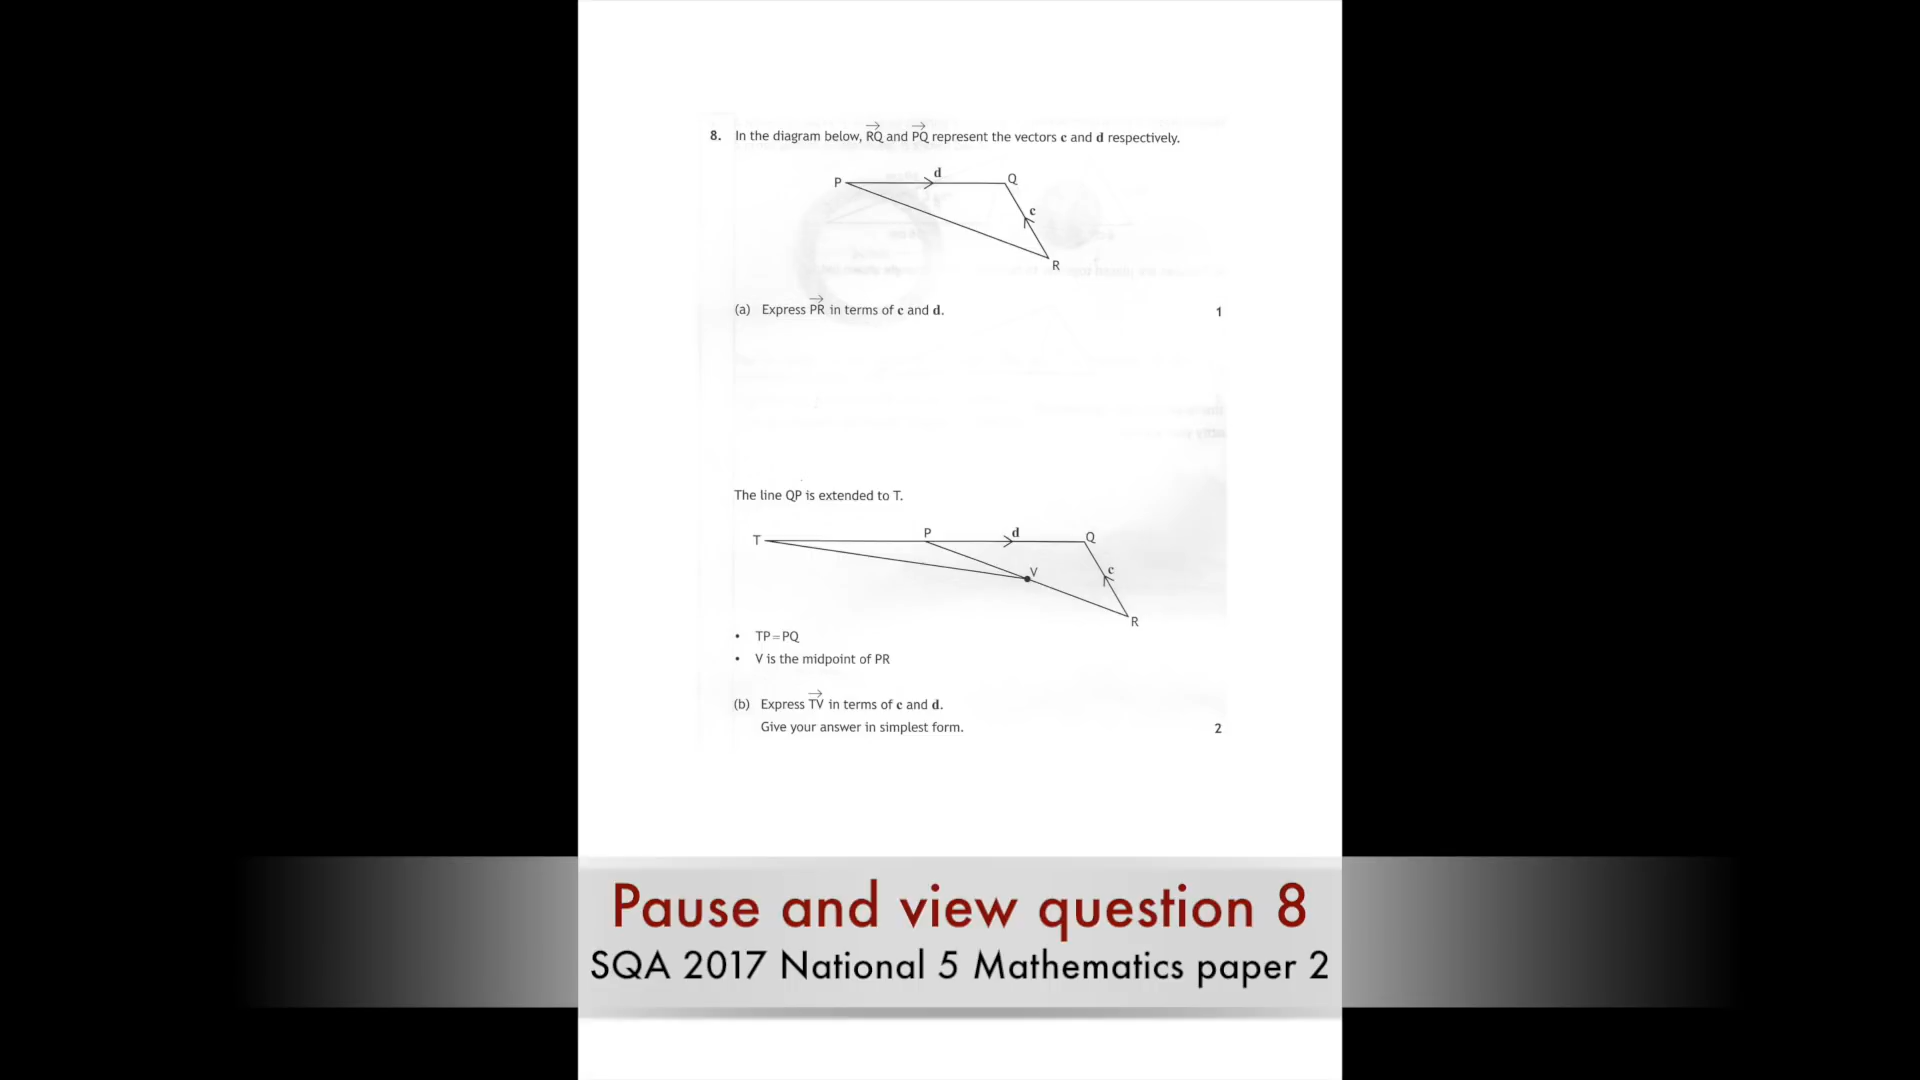 8. In the diagram below, RQ and PQ represent the vectors c and d respectively.
d
P
Q
c
R
(a) Express PR in terms of c and d.
1
The line QP is extended to T.
T
P
d
Q
V
c
R
• TP=PQ
• V is the midpoint of PR
(b) Express TV in terms of c and d.
Give your answer in simplest form.
2
Pause and view question 8
SQA 2017 National 5 Mathematics paper 2